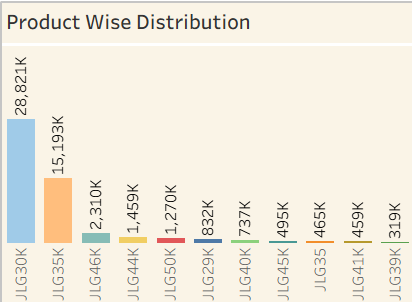 Product Wise Distribution
28,821K
15,193K
2,310K
1,459K
1,270K
832K
737K
495K
465K
459K
319K
JLG30K
JLG35K
JLG46K
JLG44K
JLG50K
JLG29K
JLG40K
JLG45K
JLG35
JLG41K
JLG39K